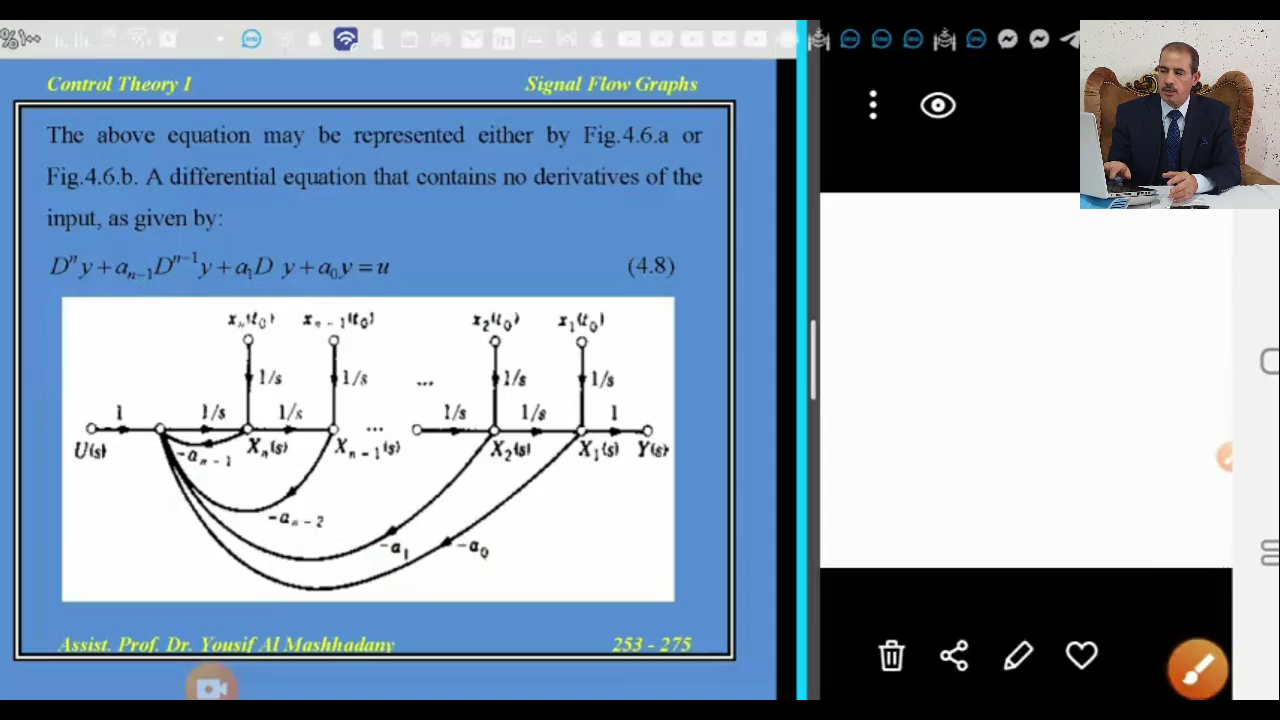 %١٠٠
Control Theory I
Signal Flow Graphs
The above equation may be represented either by Fig.4.6.a or
Fig.4.6.b. A differential equation that contains no derivatives of the
input, as given by:
Dⁿy + aₙ₋₁Dⁿ⁻¹y + a₁D y + a₀y = u (4.8)
xₙ(t₀) xₙ₋₁(t₀) x₂(t₀) x₁(t₀)
1/s 1/s ... 1/s 1/s
1 1/s 1/s ... 1/s 1/s 1
U(s) Xₙ(s) Xₙ₋₁(s) X₂(s) X₁(s) Y(s)
-aₙ₋₁
-aₙ₋₂
-a₁ -a₀
Assist. Prof. Dr. Yousif Al Mashhadany
253 - 275